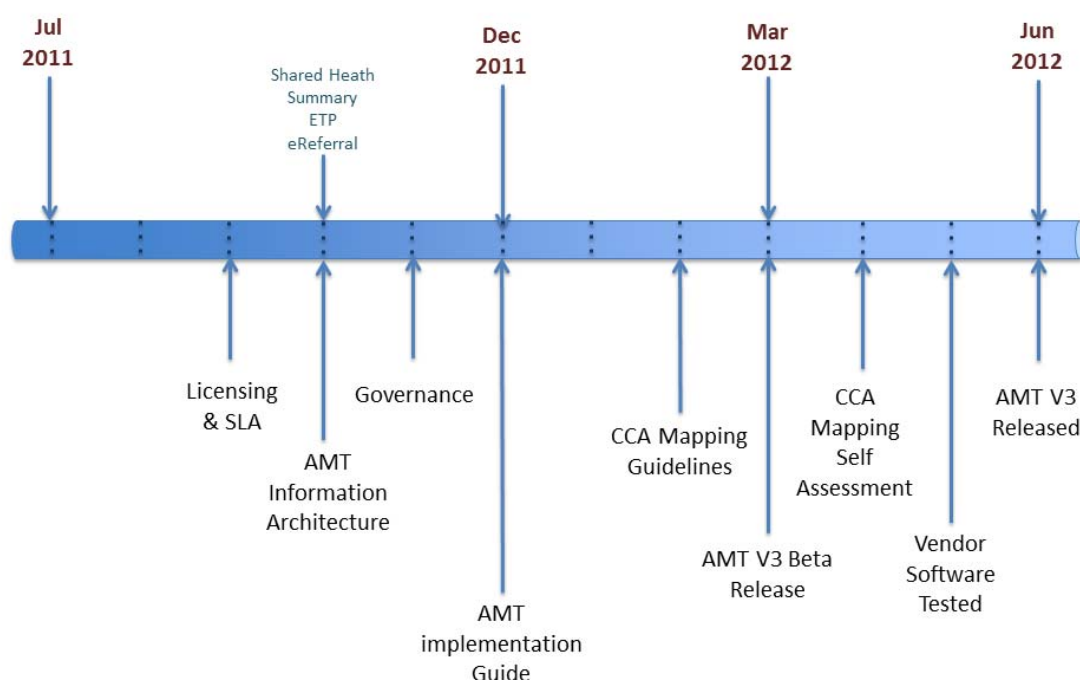 Jul
2011
Dec
2011
Mar
2012
Jun
2012
Shared Heath
Summary
ETP
eReferral
Licensing
& SLA
AMT
Information
Architecture
Governance
AMT
implementation
Guide
CCA Mapping
Guidelines
AMT V3 Beta
Release
CCA
Mapping
Self
Assessment
Vendor
Software
Tested
AMT V3
Released